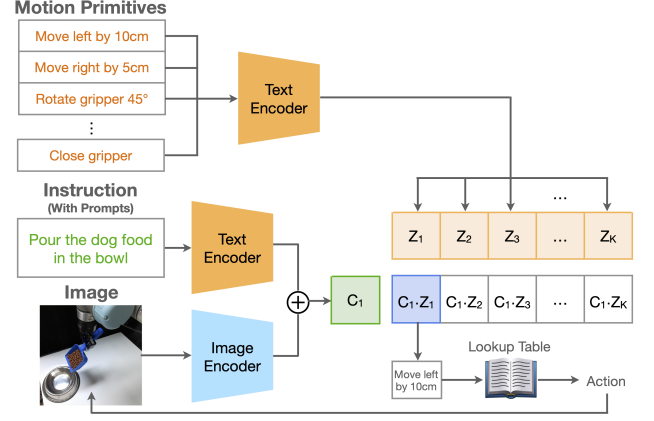 Motion Primitives
Move left by 10cm
Move right by 5cm
Rotate gripper 45°
⋮
Close gripper
Text
Encoder
Instruction
(With Prompts)
Pour the dog food
in the bowl
Text
Encoder
Image
Image
Encoder
C₁
...
Z₁ Z₂ Z₃ ... Zₖ
C₁·Z₁ C₁·Z₂ C₁·Z₃ ... C₁·Zₖ
Move left
by 10cm
Lookup Table
Action